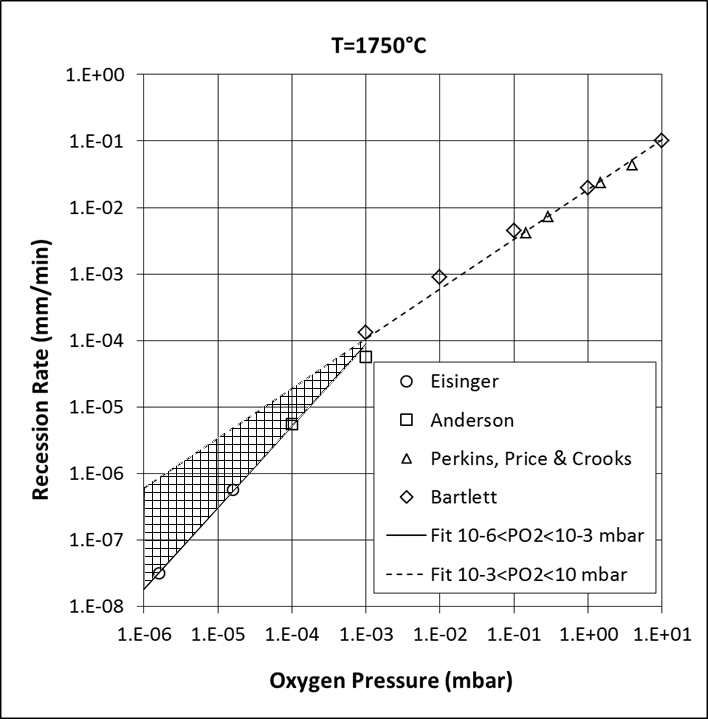 T=1750°C
1.E+00
1.E-01
1.E-02
1.E-03
1.E-04
1.E-05
1.E-06
1.E-07
1.E-08
Recession Rate (mm/min)
Eisinger
Anderson
Perkins, Price & Crooks
Bartlett
Fit 10-6<PO2<10-3 mbar
Fit 10-3<PO2<10 mbar
1.E-06 1.E-05 1.E-04 1.E-03 1.E-02 1.E-01 1.E+00 1.E+01
Oxygen Pressure (mbar)